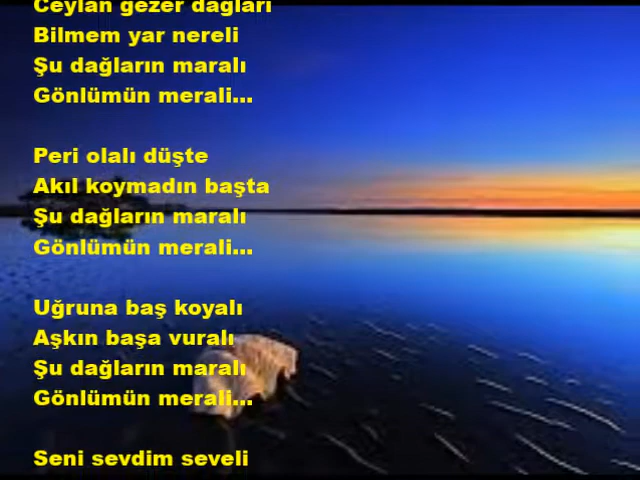 Ceylan gezer dağları
Bilmem yar nereli
Şu dağların maralı
Gönlümün merali...
Peri olalı düşte
Akıl koymadın başta
Şu dağların maralı
Gönlümün merali...
Uğruna baş koyalı
Aşkın başa vuralı
Şu dağların maralı
Gönlümün merali...
Seni sevdim seveli